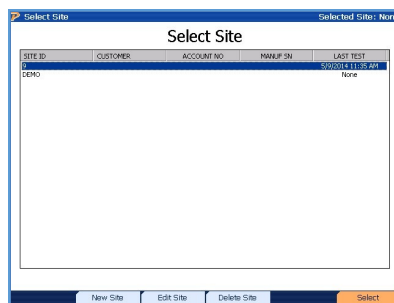 Select Site Selected Site: Non
Select Site
SITE ID CUSTOMER ACCOUNT NO MANUF SN LAST TEST
9 5/9/2014 11:35 AM
DEMO None
New Site Edit Site Delete Site Select